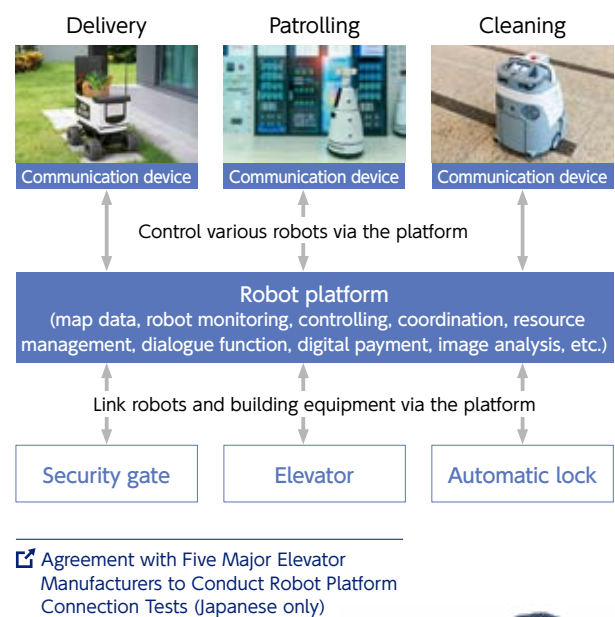 Delivery
Patrolling
Cleaning
Communication device
Communication device
Communication device
Control various robots via the platform
Robot platform
(map data, robot monitoring, controlling, coordination, resource
management, dialogue function, digital payment, image analysis, etc.)
Link robots and building equipment via the platform
Security gate
Elevator
Automatic lock
Agreement with Five Major Elevator
Manufacturers to Conduct Robot Platform
Connection Tests (Japanese only)